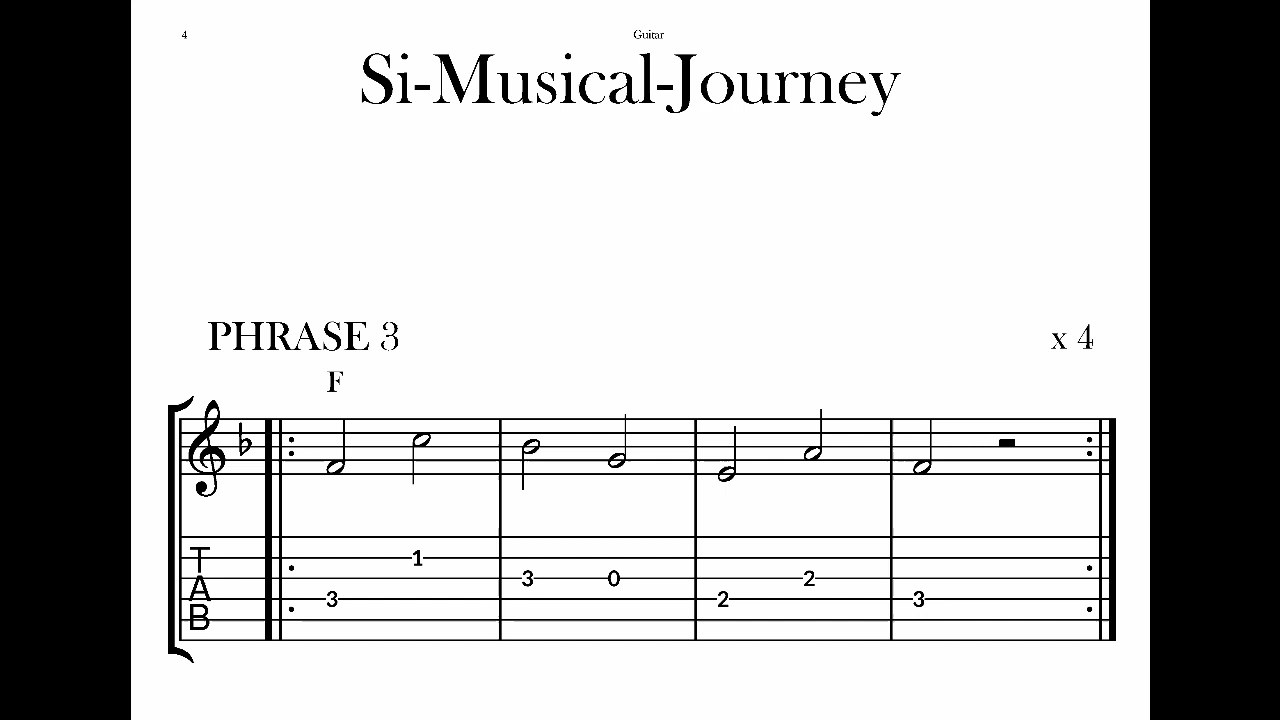 4
Guitar
Si-Musical-Journey
PHRASE 3
x 4
F
T
A
B
1
3 0 2
3 2 3